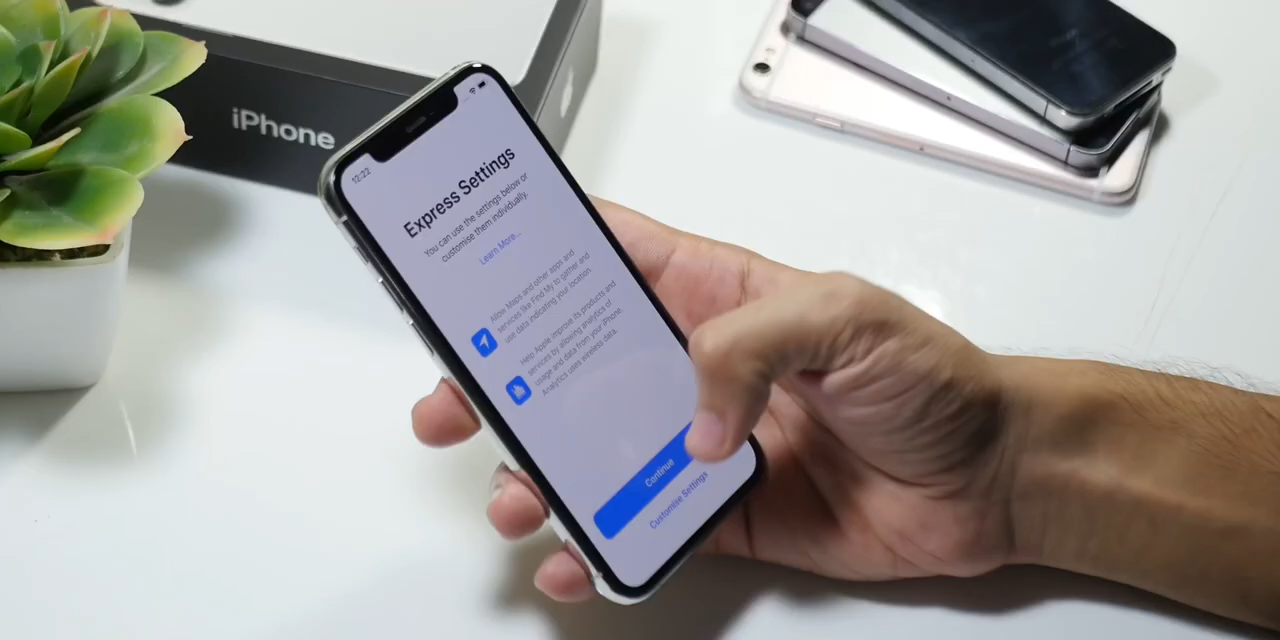 iPhone
12:22
Express Settings
You can use the settings below or
customise them individually.
Learn More...
Allow Maps and other apps and
services like Find My to gather and
use data indicating your location.
Help Apple improve its products and
services by allowing analytics of
usage and data from your iPhone.
Analytics uses wireless data.
Continue
Customise Settings